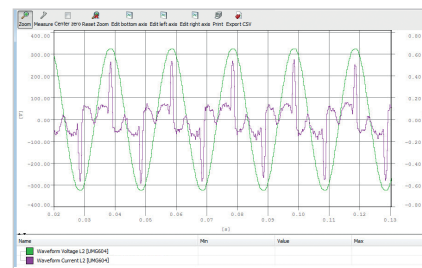 Zoom Measure Center zero Reset Zoom Edit bottom axis Edit left axis Edit right axis Print Export CSV
400.00 0.80
300.00 0.60
200.00 0.40
100.00 0.20
[V] 0.00 0.00
-100.00 -0.20
-200.00 -0.40
-300.00 -0.60
-400.00 -0.80
0.02 0.03 0.04 0.05 0.06 0.07 0.08 0.09 0.10 0.11 0.12 0.13
[s]
Name Min Value Max
Waveform Voltage L2 [UMG604]
Waveform Current L2 [UMG604]